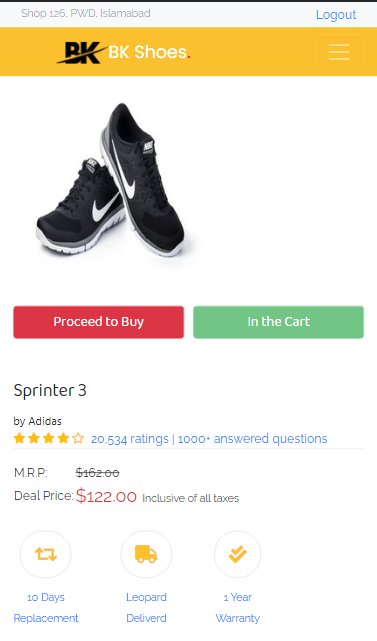 Shop 126, PWD, Islamabad
Logout
BK BK Shoes.
NIKE
NIKE
Proceed to Buy
In the Cart
Sprinter 3
by Adidas
20,534 ratings | 1000+ answered questions
M.R.P: $162.00
Deal Price: $122.00 Inclusive of all taxes
10 Days
Replacement
Leopard
Deliverd
1 Year
Warranty